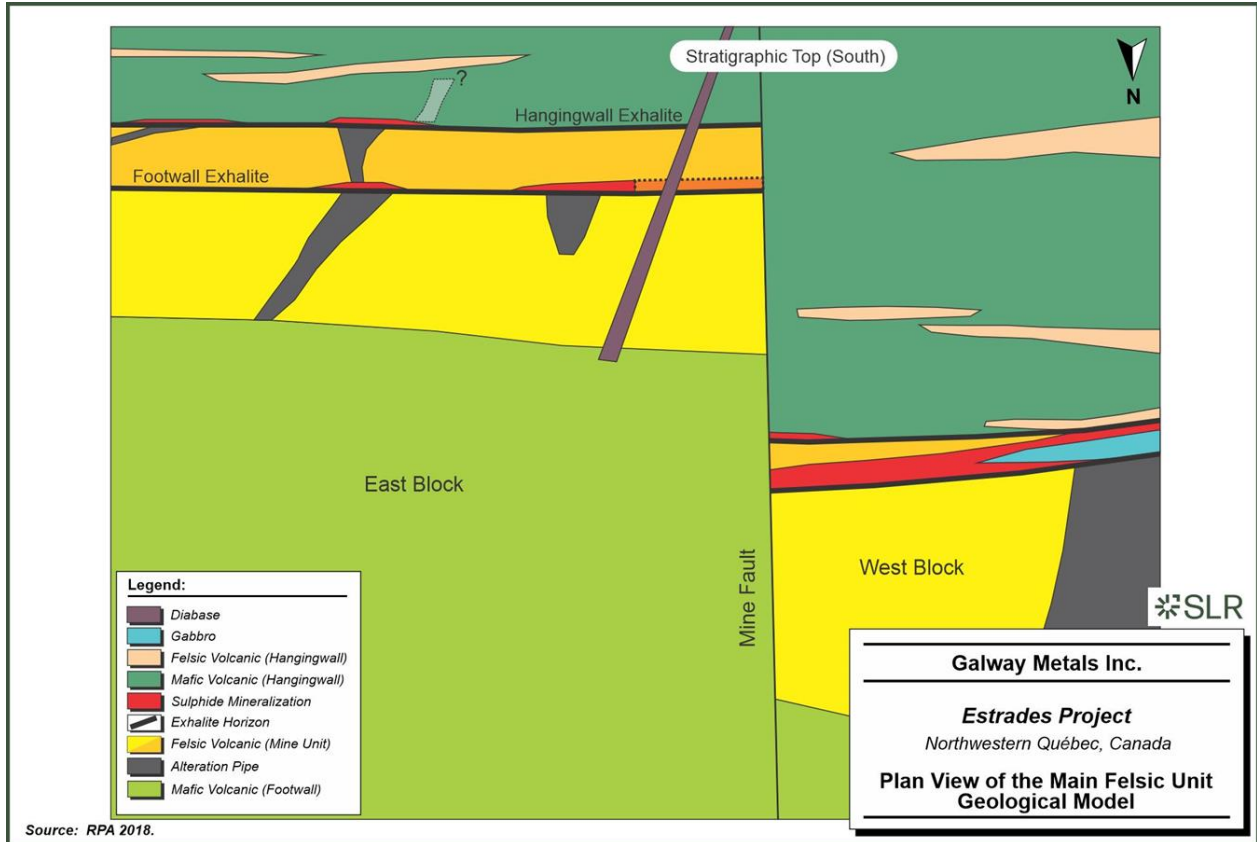 Stratigraphic Top (South)
N
?
Hangingwall Exhalite
Footwall Exhalite
East Block
Mine Fault
West Block
Legend:
Diabase
Gabbro
Felsic Volcanic (Hangingwall)
Mafic Volcanic (Hangingwall)
Sulphide Mineralization
Exhalite Horizon
Felsic Volcanic (Mine Unit)
Alteration Pipe
Mafic Volcanic (Footwall)
SLR
Galway Metals Inc.
Estrades Project
Northwestern Québec, Canada
Plan View of the Main Felsic Unit
Geological Model
Source: RPA 2018.